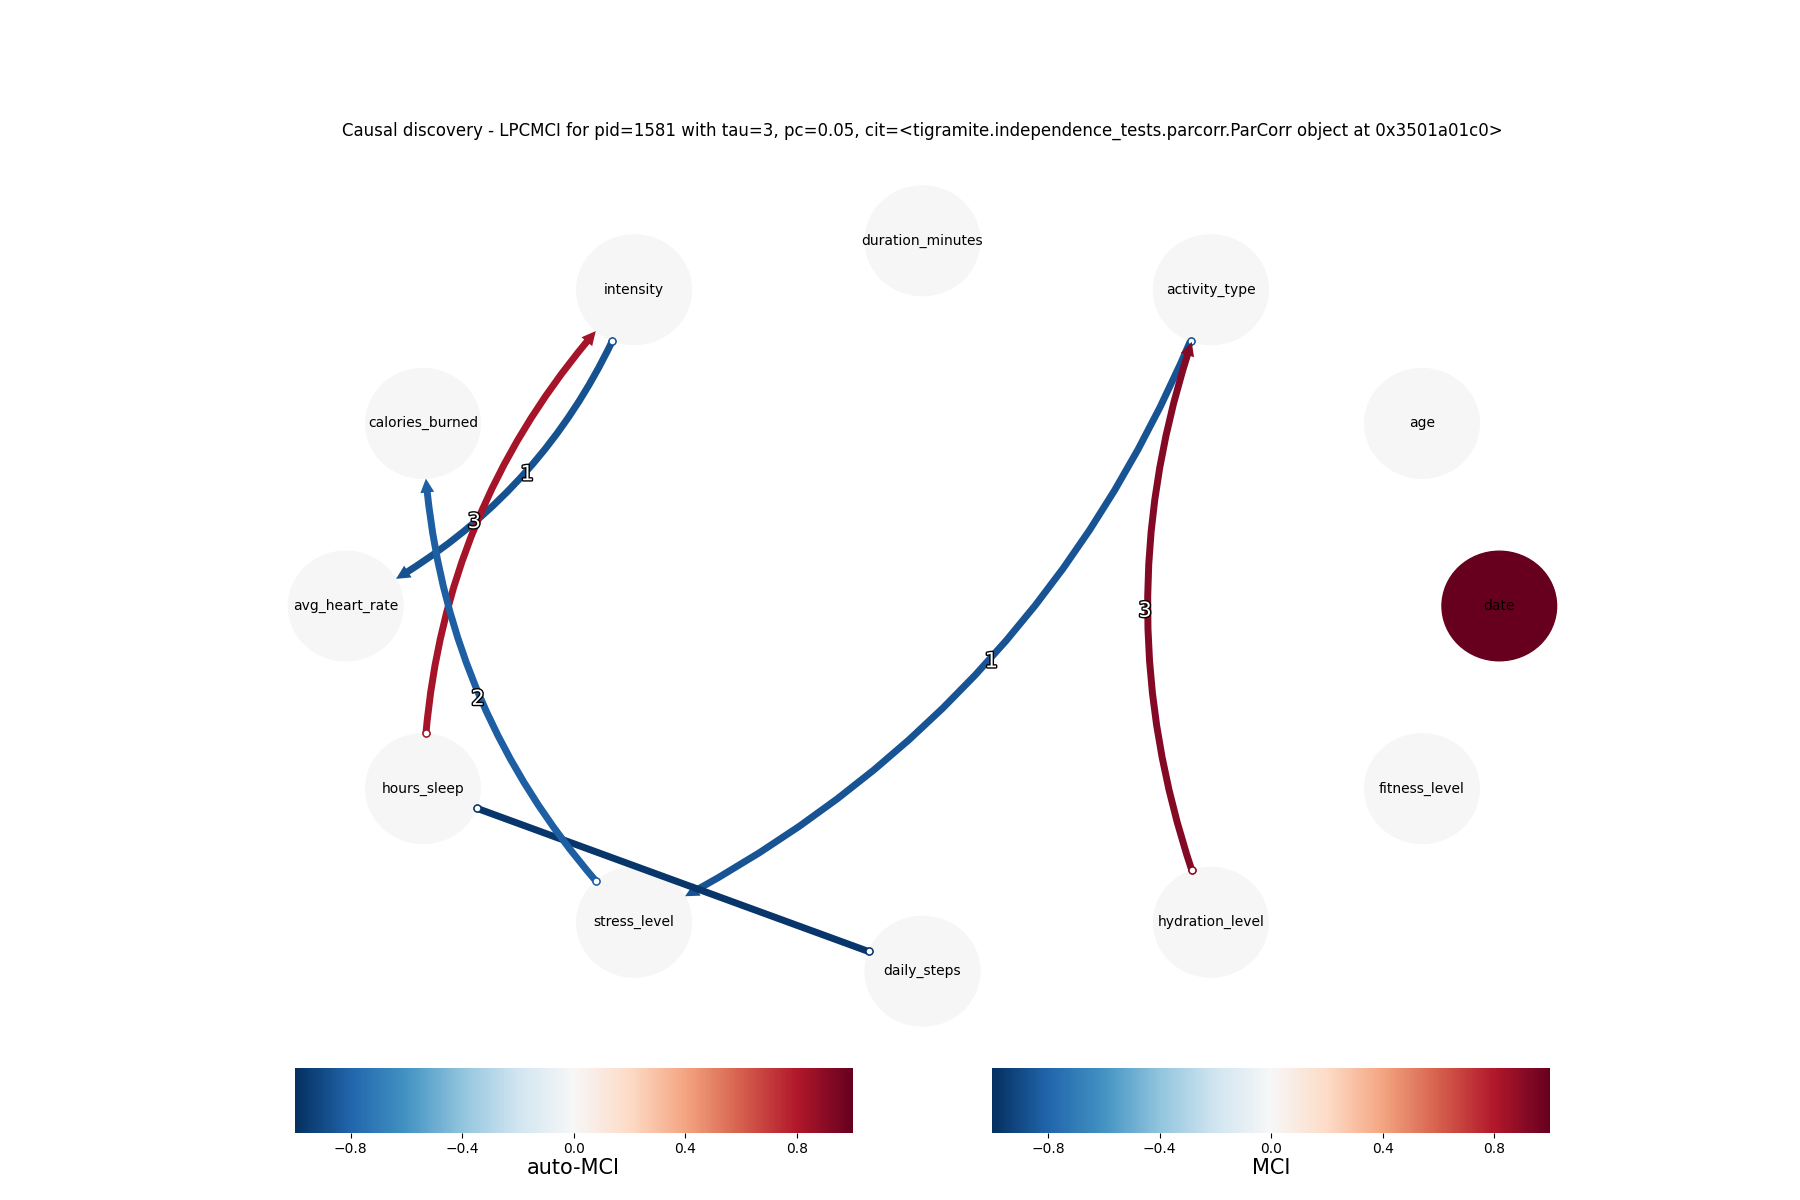 Causal discovery - LPCMCI for pid=1581 with tau=3, pc=0.05, cit=<tigramite.independence_tests.parcorr.ParCorr object at 0x3501a01c0>
duration_minutes
intensity
activity_type
calories_burned
age
1
3
avg_heart_rate
date
3
1
2
hours_sleep
fitness_level
stress_level
hydration_level
daily_steps
−0.8 −0.4 0.0 0.4 0.8
auto-MCI
−0.8 −0.4 0.0 0.4 0.8
MCI